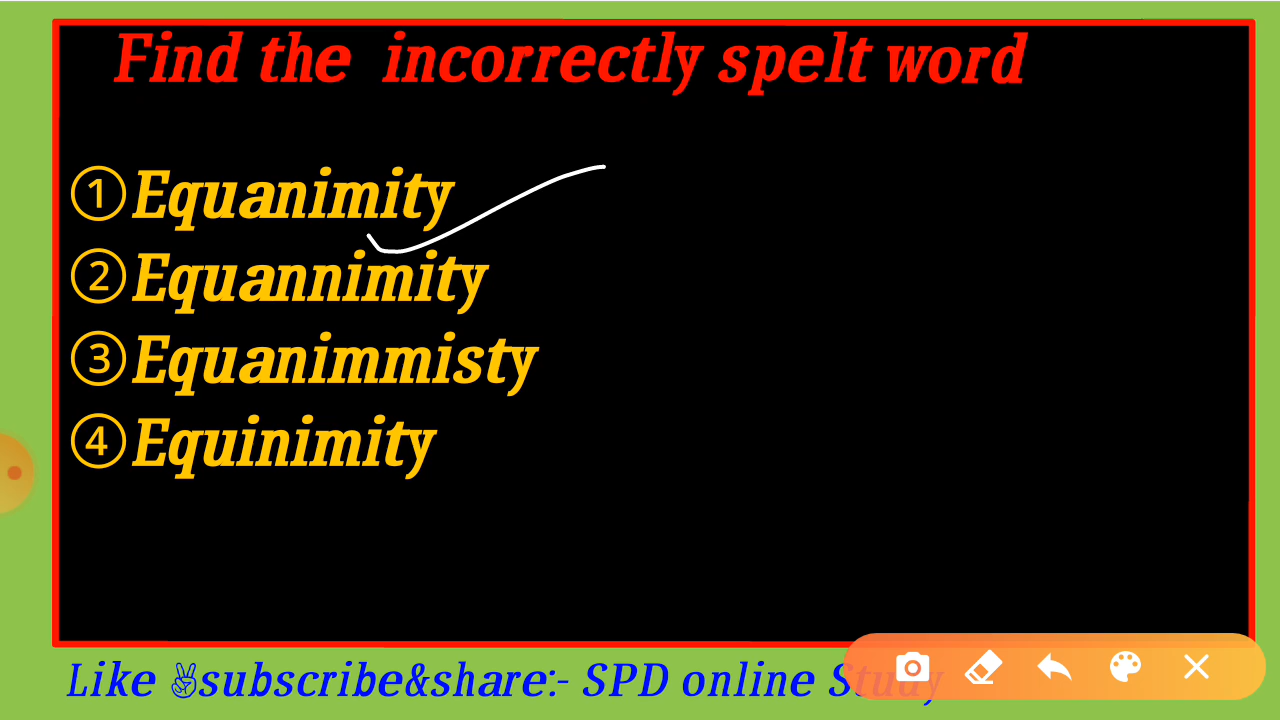 Find the incorrectly spelt word
①Equanimity
②Equannimity
③Equanimmisty
④Equinimity
Like ✌subscribe&share:- SPD online Study